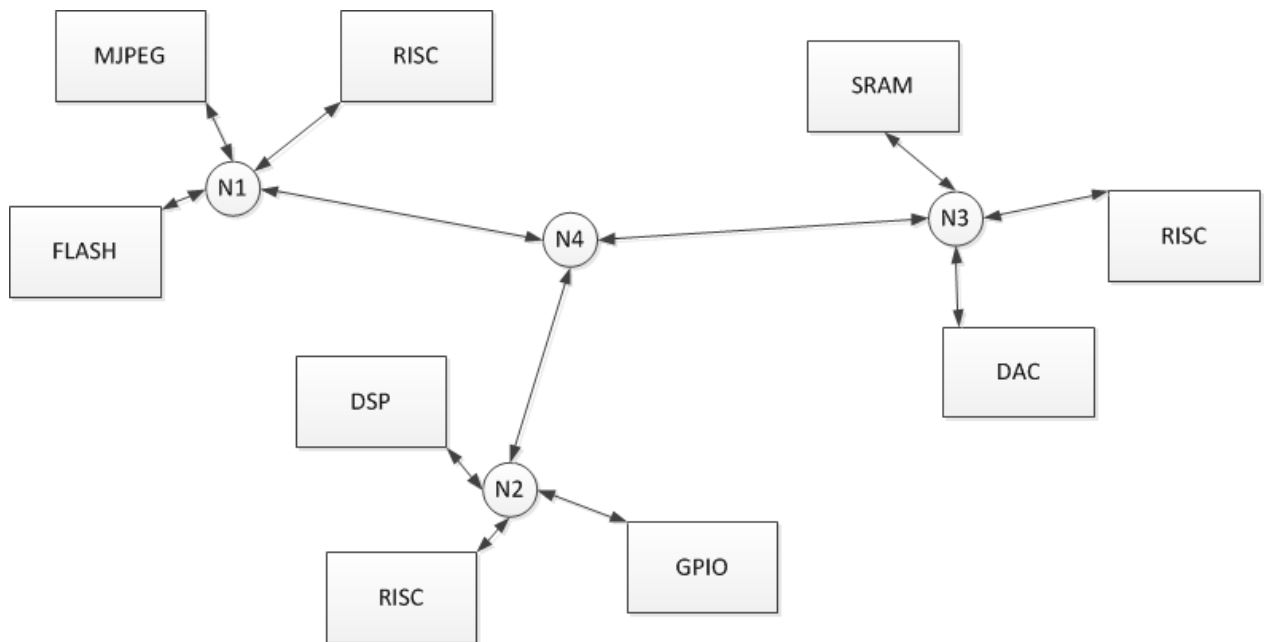 MJPEG
RISC
SRAM
N1
N3
FLASH
N4
RISC
DSP
DAC
N2
RISC
GPIO